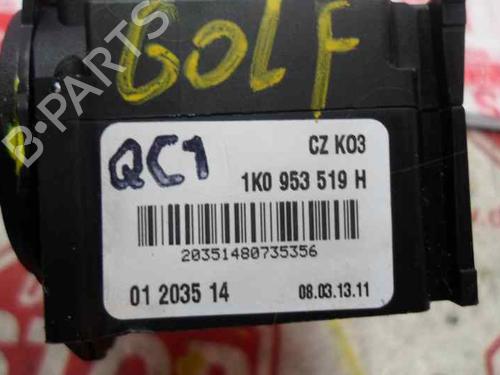 GOLF
QC1
CZ K03
1K0 953 519 H
20351480735356
01 2035 14
08.03.13.11
B-PARTS